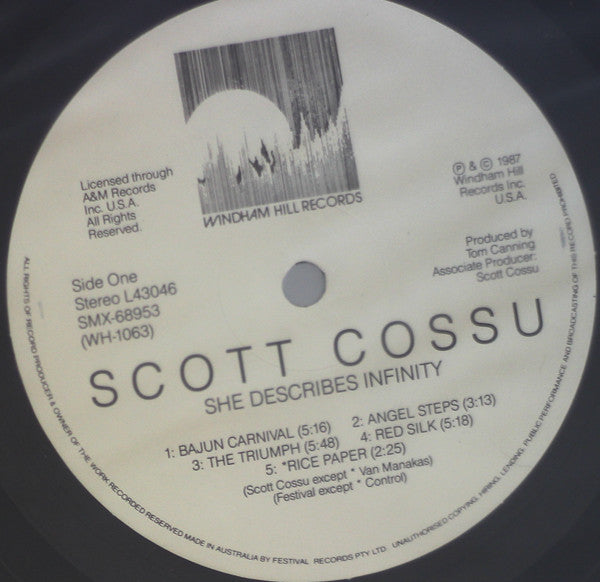 WINDHAM HILL RECORDS
Licensed through
A&M Records
Inc. U.S.A.
All Rights
Reserved.
℗ & © 1987
Windham Hill
Records Inc.
U.S.A.
Side One
Stereo L43046
SMX-68953
(WH-1063)
Produced by
Tom Canning
Associate Producer:
Scott Cossu
SCOTT COSSU
SHE DESCRIBES INFINITY
1: BAJUN CARNIVAL (5:16) 2: ANGEL STEPS (3:13)
3: THE TRIUMPH (5:48) 4: RED SILK (5:18)
5: *RICE PAPER (2:25)
(Scott Cossu except * Van Manakas)
(Festival except * Control)
ALL RIGHTS OF RECORD PRODUCER & OWNER OF THE WORK RECORDED RESERVED MADE IN AUSTRALIA BY FESTIVAL RECORDS PTY LTD. UNAUTHORISED COPYING, HIRING, LENDING, PUBLIC PERFORMANCE AND BROADCASTING OF THIS RECORD PROHIBITED